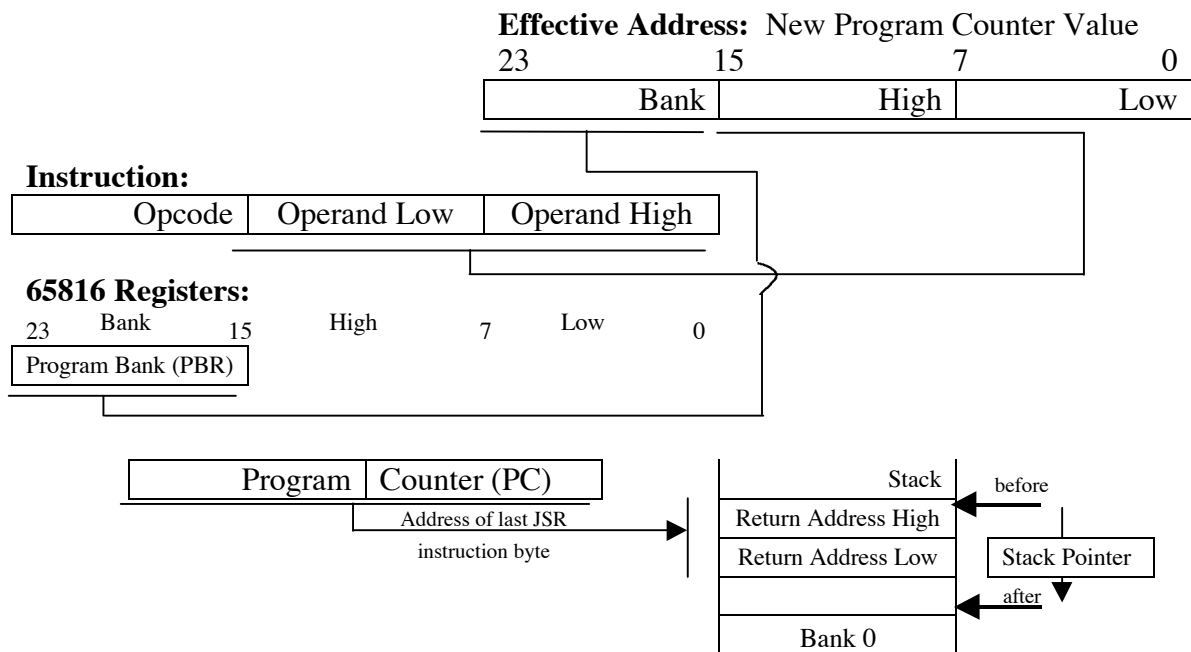 Effective Address: New Program Counter Value
23 15 7 0
Bank High Low
Instruction:
Opcode Operand Low Operand High
65816 Registers:
23 Bank 15 High 7 Low 0
Program Bank (PBR)
Program Counter (PC)
Address of last JSR
instruction byte
Stack
before
Return Address High
Return Address Low
Stack Pointer
after
Bank 0